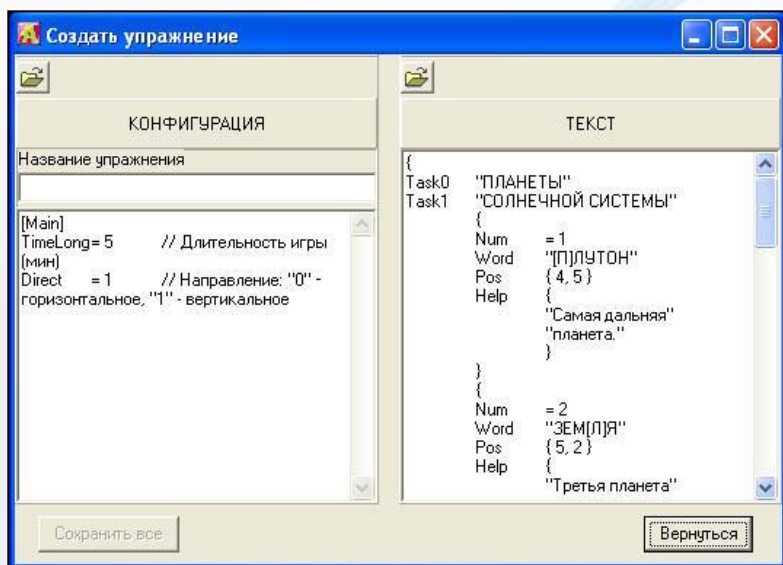 Создать упражнение
КОНФИГУРАЦИЯ
Название упражнения
[Main]
TimeLong= 5 // Длительность игры
(мин)
Direct = 1 // Направление: "0" -
горизонтальное, "1" - вертикальное
Сохранить все
ТЕКСТ
{
Task0 "ПЛАНЕТЫ"
Task1 "СОЛНЕЧНОЙ СИСТЕМЫ"
{
Num = 1
Word "[П]ЛУТОН"
Pos { 4, 5 }
Help {
"Самая дальняя"
"планета."
}
}
{
Num = 2
Word "ЗЕМ[Л]Я"
Pos { 5, 2 }
Help {
"Третья планета"
Вернуться